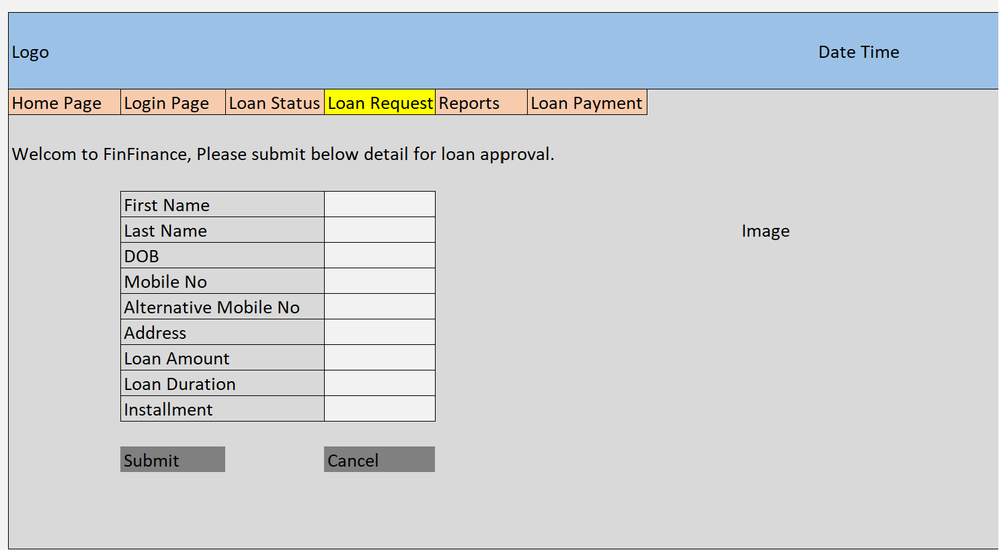 Logo Date Time
Home Page Login Page Loan Status Loan Request Reports Loan Payment
Welcom to FinFinance, Please submit below detail for loan approval.
First Name
Last Name
Image
DOB
Mobile No
Alternative Mobile No
Address
Loan Amount
Loan Duration
Installment
Submit Cancel